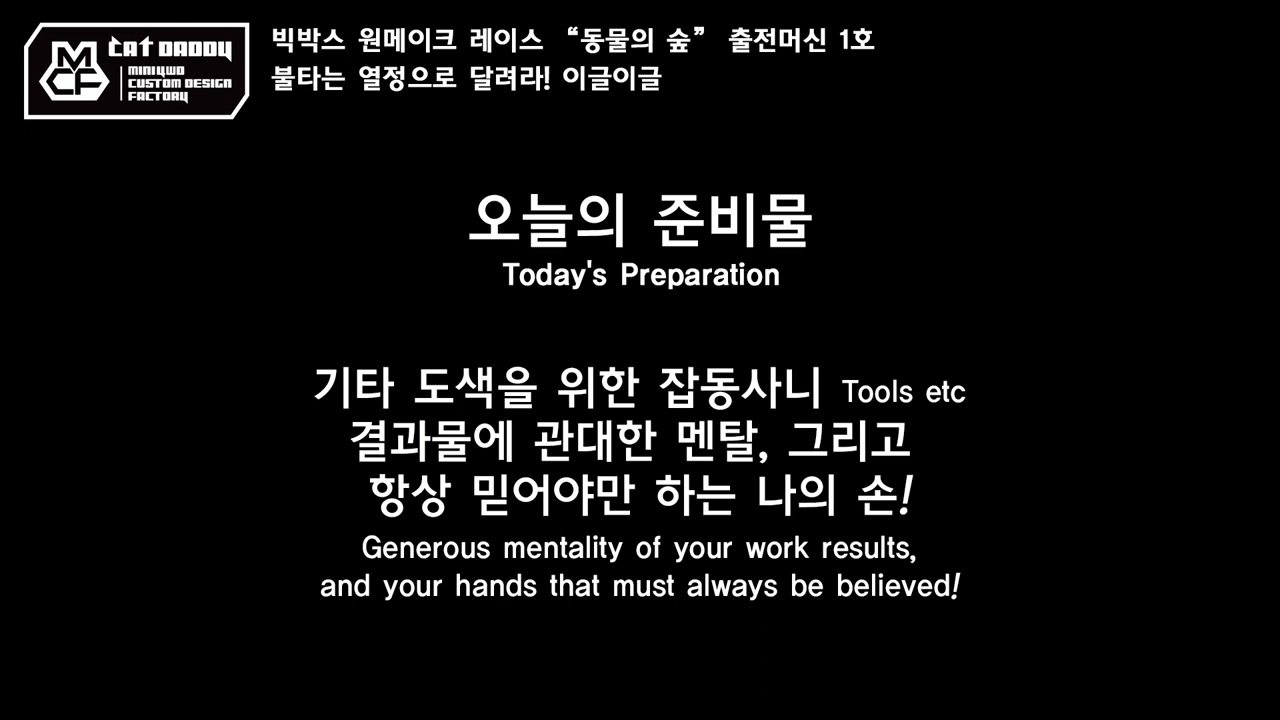 MCF
CAT DADDY
MINI4WD
CUSTOM DESIGN
FACTORY
빅박스 원메이크 레이스 “동물의 숲” 출전머신 1호
불타는 열정으로 달려라! 이글이글
오늘의 준비물
Today's Preparation
기타 도색을 위한 잡동사니 Tools etc
결과물에 관대한 멘탈, 그리고
항상 믿어야만 하는 나의 손!
Generous mentality of your work results,
and your hands that must always be believed!